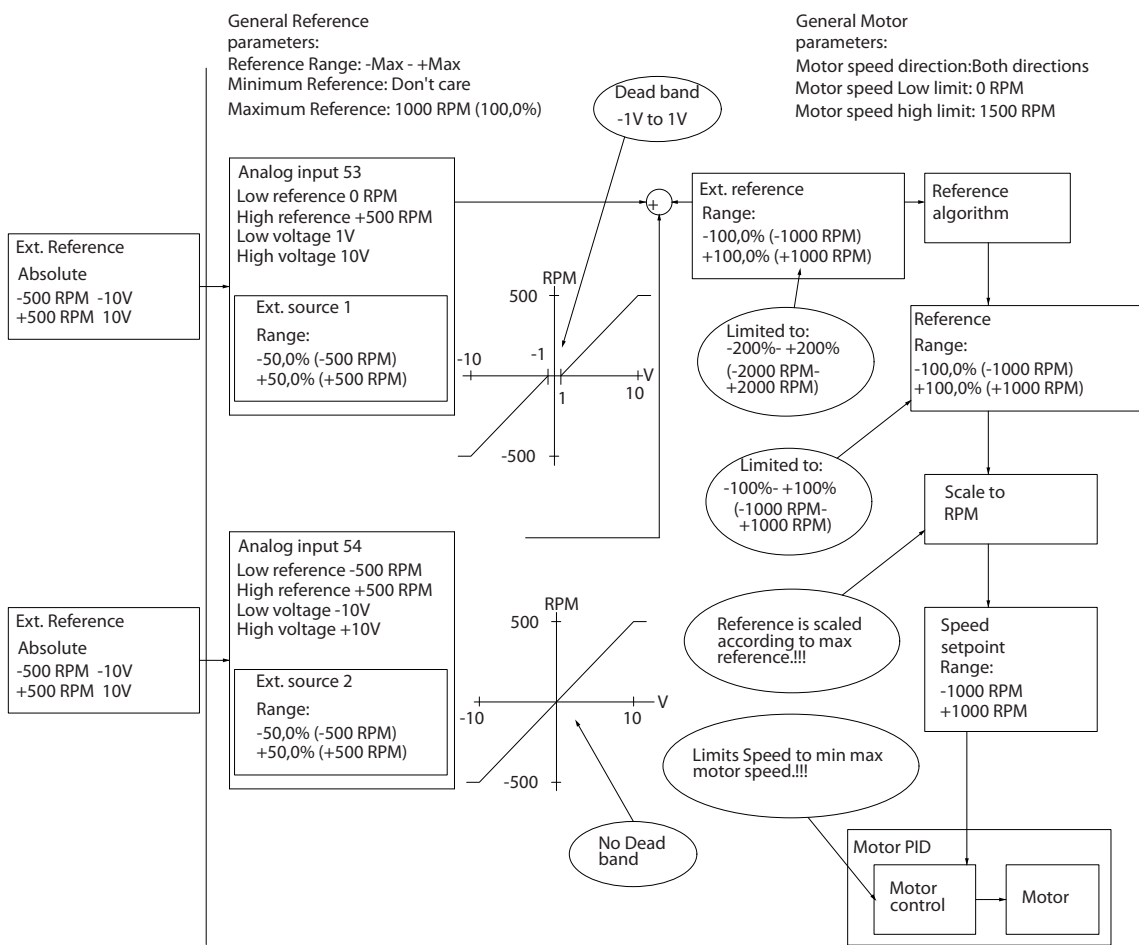 General Reference
parameters:
Reference Range: -Max - +Max
Minimum Reference: Don't care
Maximum Reference: 1000 RPM (100,0%)
General Motor
parameters:
Motor speed direction:Both directions
Motor speed Low limit: 0 RPM
Motor speed high limit: 1500 RPM
Dead band
-1V to 1V
Ext. Reference
Absolute
-500 RPM -10V
+500 RPM 10V
Analog input 53
Low reference 0 RPM
High reference +500 RPM
Low voltage 1V
High voltage 10V
Ext. source 1
Range:
-50,0% (-500 RPM)
+50,0% (+500 RPM)
RPM
500
-10
-1
V
1
10
-500
+
Ext. reference
Range:
-100,0% (-1000 RPM)
+100,0% (+1000 RPM)
Reference
algorithm
Limited to:
-200%- +200%
(-2000 RPM-
+2000 RPM)
Reference
Range:
-100,0% (-1000 RPM)
+100,0% (+1000 RPM)
Limited to:
-100%- +100%
(-1000 RPM-
+1000 RPM)
Scale to
RPM
Ext. Reference
Absolute
-500 RPM -10V
+500 RPM 10V
Analog input 54
Low reference -500 RPM
High reference +500 RPM
Low voltage -10V
High voltage +10V
Ext. source 2
Range:
-50,0% (-500 RPM)
+50,0% (+500 RPM)
RPM
500
V
-10
10
-500
No Dead
band
Reference is scaled
according to max
reference.!!!
Speed
setpoint
Range:
-1000 RPM
+1000 RPM
Limits Speed to min max
motor speed.!!!
Motor PID
Motor
control
Motor